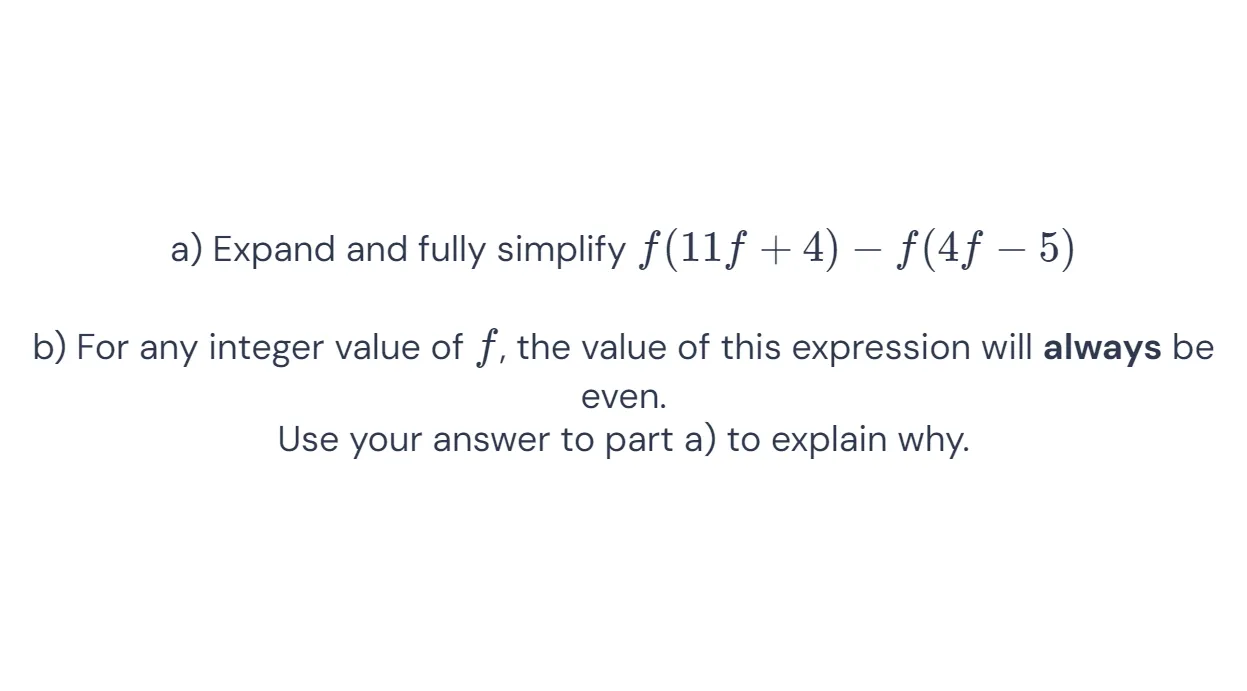 a) Expand and fully simplify f(11f + 4) − f(4f − 5)
b) For any integer value of f, the value of this expression will always be
even.
Use your answer to part a) to explain why.